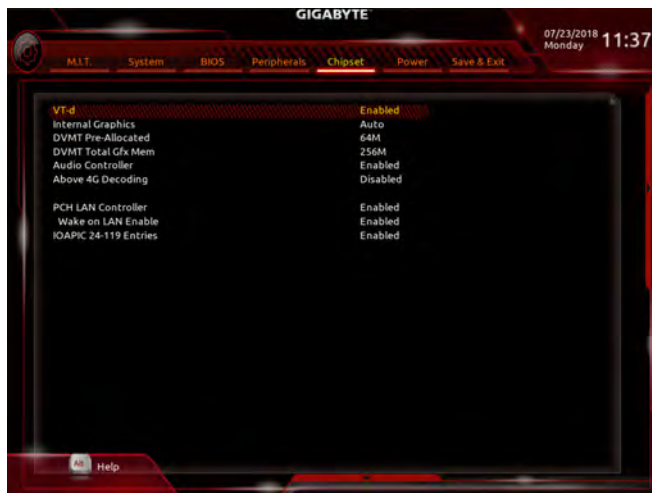 GIGABYTE
07/23/2018 Monday 11:37
M.I.T. System BIOS Peripherals Chipset Power Save & Exit
VT-d Enabled
Internal Graphics Auto
DVMT Pre-Allocated 64M
DVMT Total Gfx Mem 256M
Audio Controller Enabled
Above 4G Decoding Disabled
PCH LAN Controller Enabled
Wake on LAN Enable Enabled
IOAPIC 24-119 Entries Enabled
Alt Help